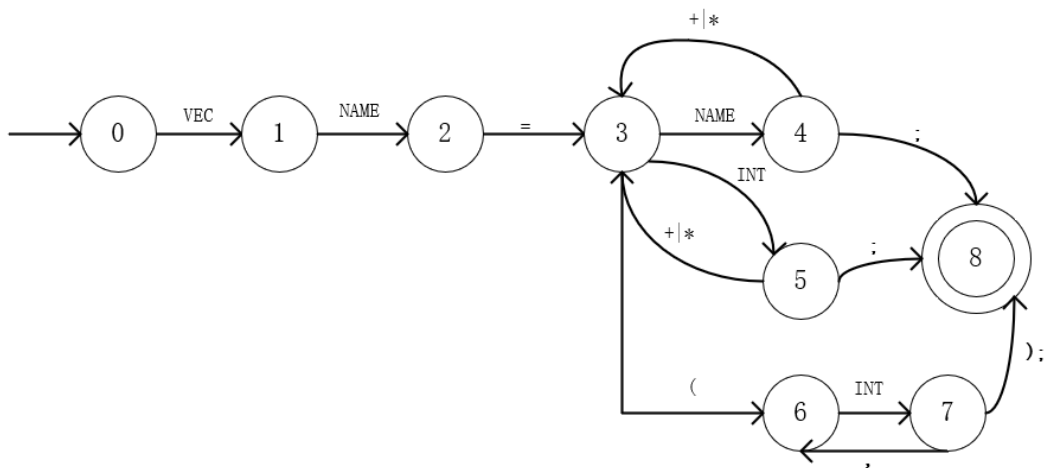 +|*
0 VEC 1 NAME 2 = 3 NAME 4 ;
INT
+|* 5 ; 8
( 6 INT 7 );
,